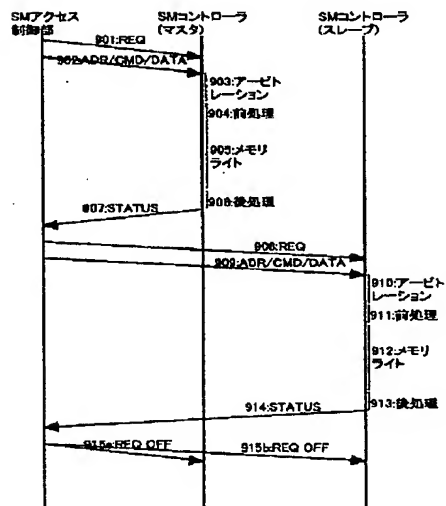 SMアクセス
制御部
SMコントローラ
(マスタ)
SMコントローラ
(スレーブ)
901:REQ
902:ADR/CMD/DATA
903:アービト
レーション
904:前処理
905:メモリ
ライト
906:後処理
907:STATUS
908:REQ
909:ADR/CMD/DATA
910:アービト
レーション
911:前処理
912:メモリ
ライト
913:後処理
914:STATUS
915a:REQ OFF
915b:REQ OFF